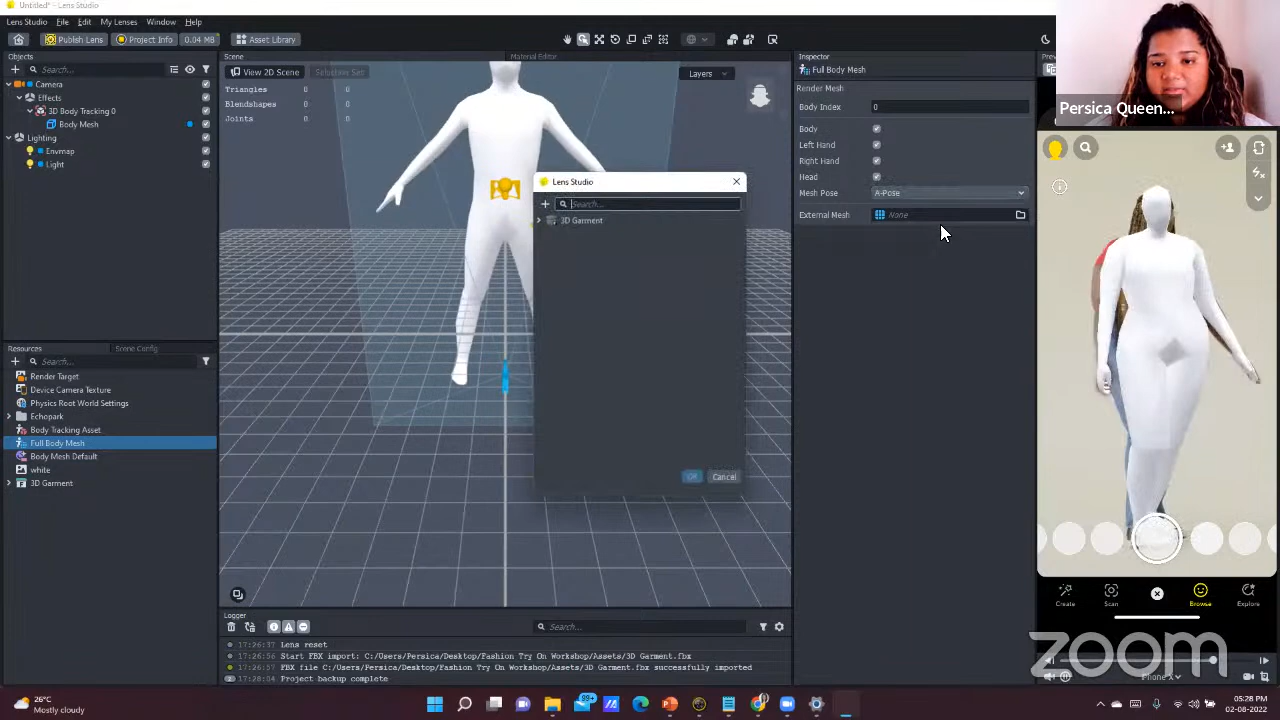 Untitled* - Lens Studio
Lens Studio File Edit My Lenses Window Help
Publish Lens Project Info 0.04 MB Asset Library
Objects
Search...
Camera
Effects
3D Body Tracking 0
Body Mesh
Lighting
Envmap
Light
Resources Scene Config
Search...
Render Target
Device Camera Texture
Physics Root World Settings
Echopark
Body Tracking Asset
Full Body Mesh
Body Mesh Default
white
3D Garment
Scene Material Editor
View 2D Scene Selection Set Layers
Triangles 0 0
Blendshapes 0 0
Joints 0 0
Lens Studio
Search...
3D Garment
OK Cancel
Logger
Search...
17:26:37 Lens reset
17:26:56 Start FBX import: C:/Users/Persica/Desktop/Fashion Try On Workshop/Assets/3D Garment.fbx
17:26:57 FBX file C:/Users/Persica/Desktop/Fashion Try On Workshop/Assets/3D Garment.fbx successfully imported
17:28:04 Project backup complete
Inspector
Full Body Mesh
Render Mesh
Body Index 0
Body
Left Hand
Right Hand
Head
Mesh Pose A-Pose
External Mesh None
Persica Queen...
Create Scan Browse Explore
zoom
26°C
Mostly cloudy
99+
05:28 PM
02-08-2022